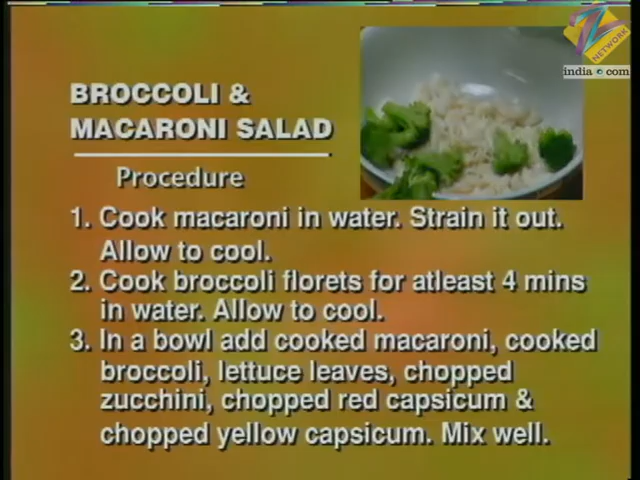 Z
NETWORK
india.com
BROCCOLI &
MACARONI SALAD
Procedure
1. Cook macaroni in water. Strain it out.
Allow to cool.
2. Cook broccoli florets for atleast 4 mins
in water. Allow to cool.
3. In a bowl add cooked macaroni, cooked
broccoli, lettuce leaves, chopped
zucchini, chopped red capsicum &
chopped yellow capsicum. Mix well.